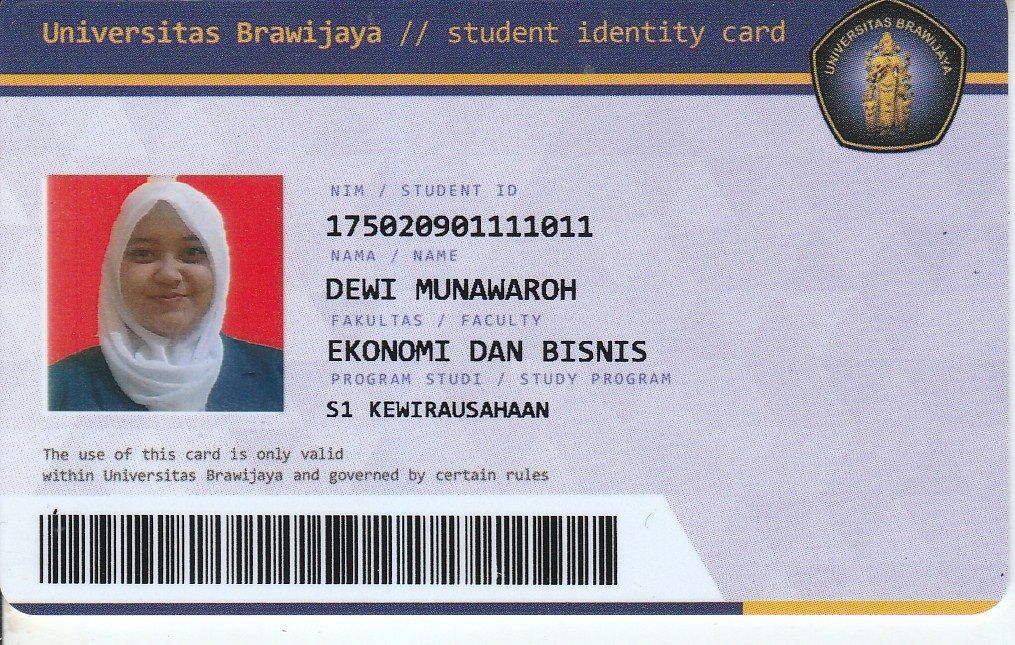 Universitas Brawijaya // student identity card
UNIVERSITAS BRAWIJAYA
NIM / STUDENT ID
175020901111011
NAMA / NAME
DEWI MUNAWAROH
FAKULTAS / FACULTY
EKONOMI DAN BISNIS
PROGRAM STUDI / STUDY PROGRAM
S1 KEWIRAUSAHAAN
The use of this card is only valid
within Universitas Brawijaya and governed by certain rules